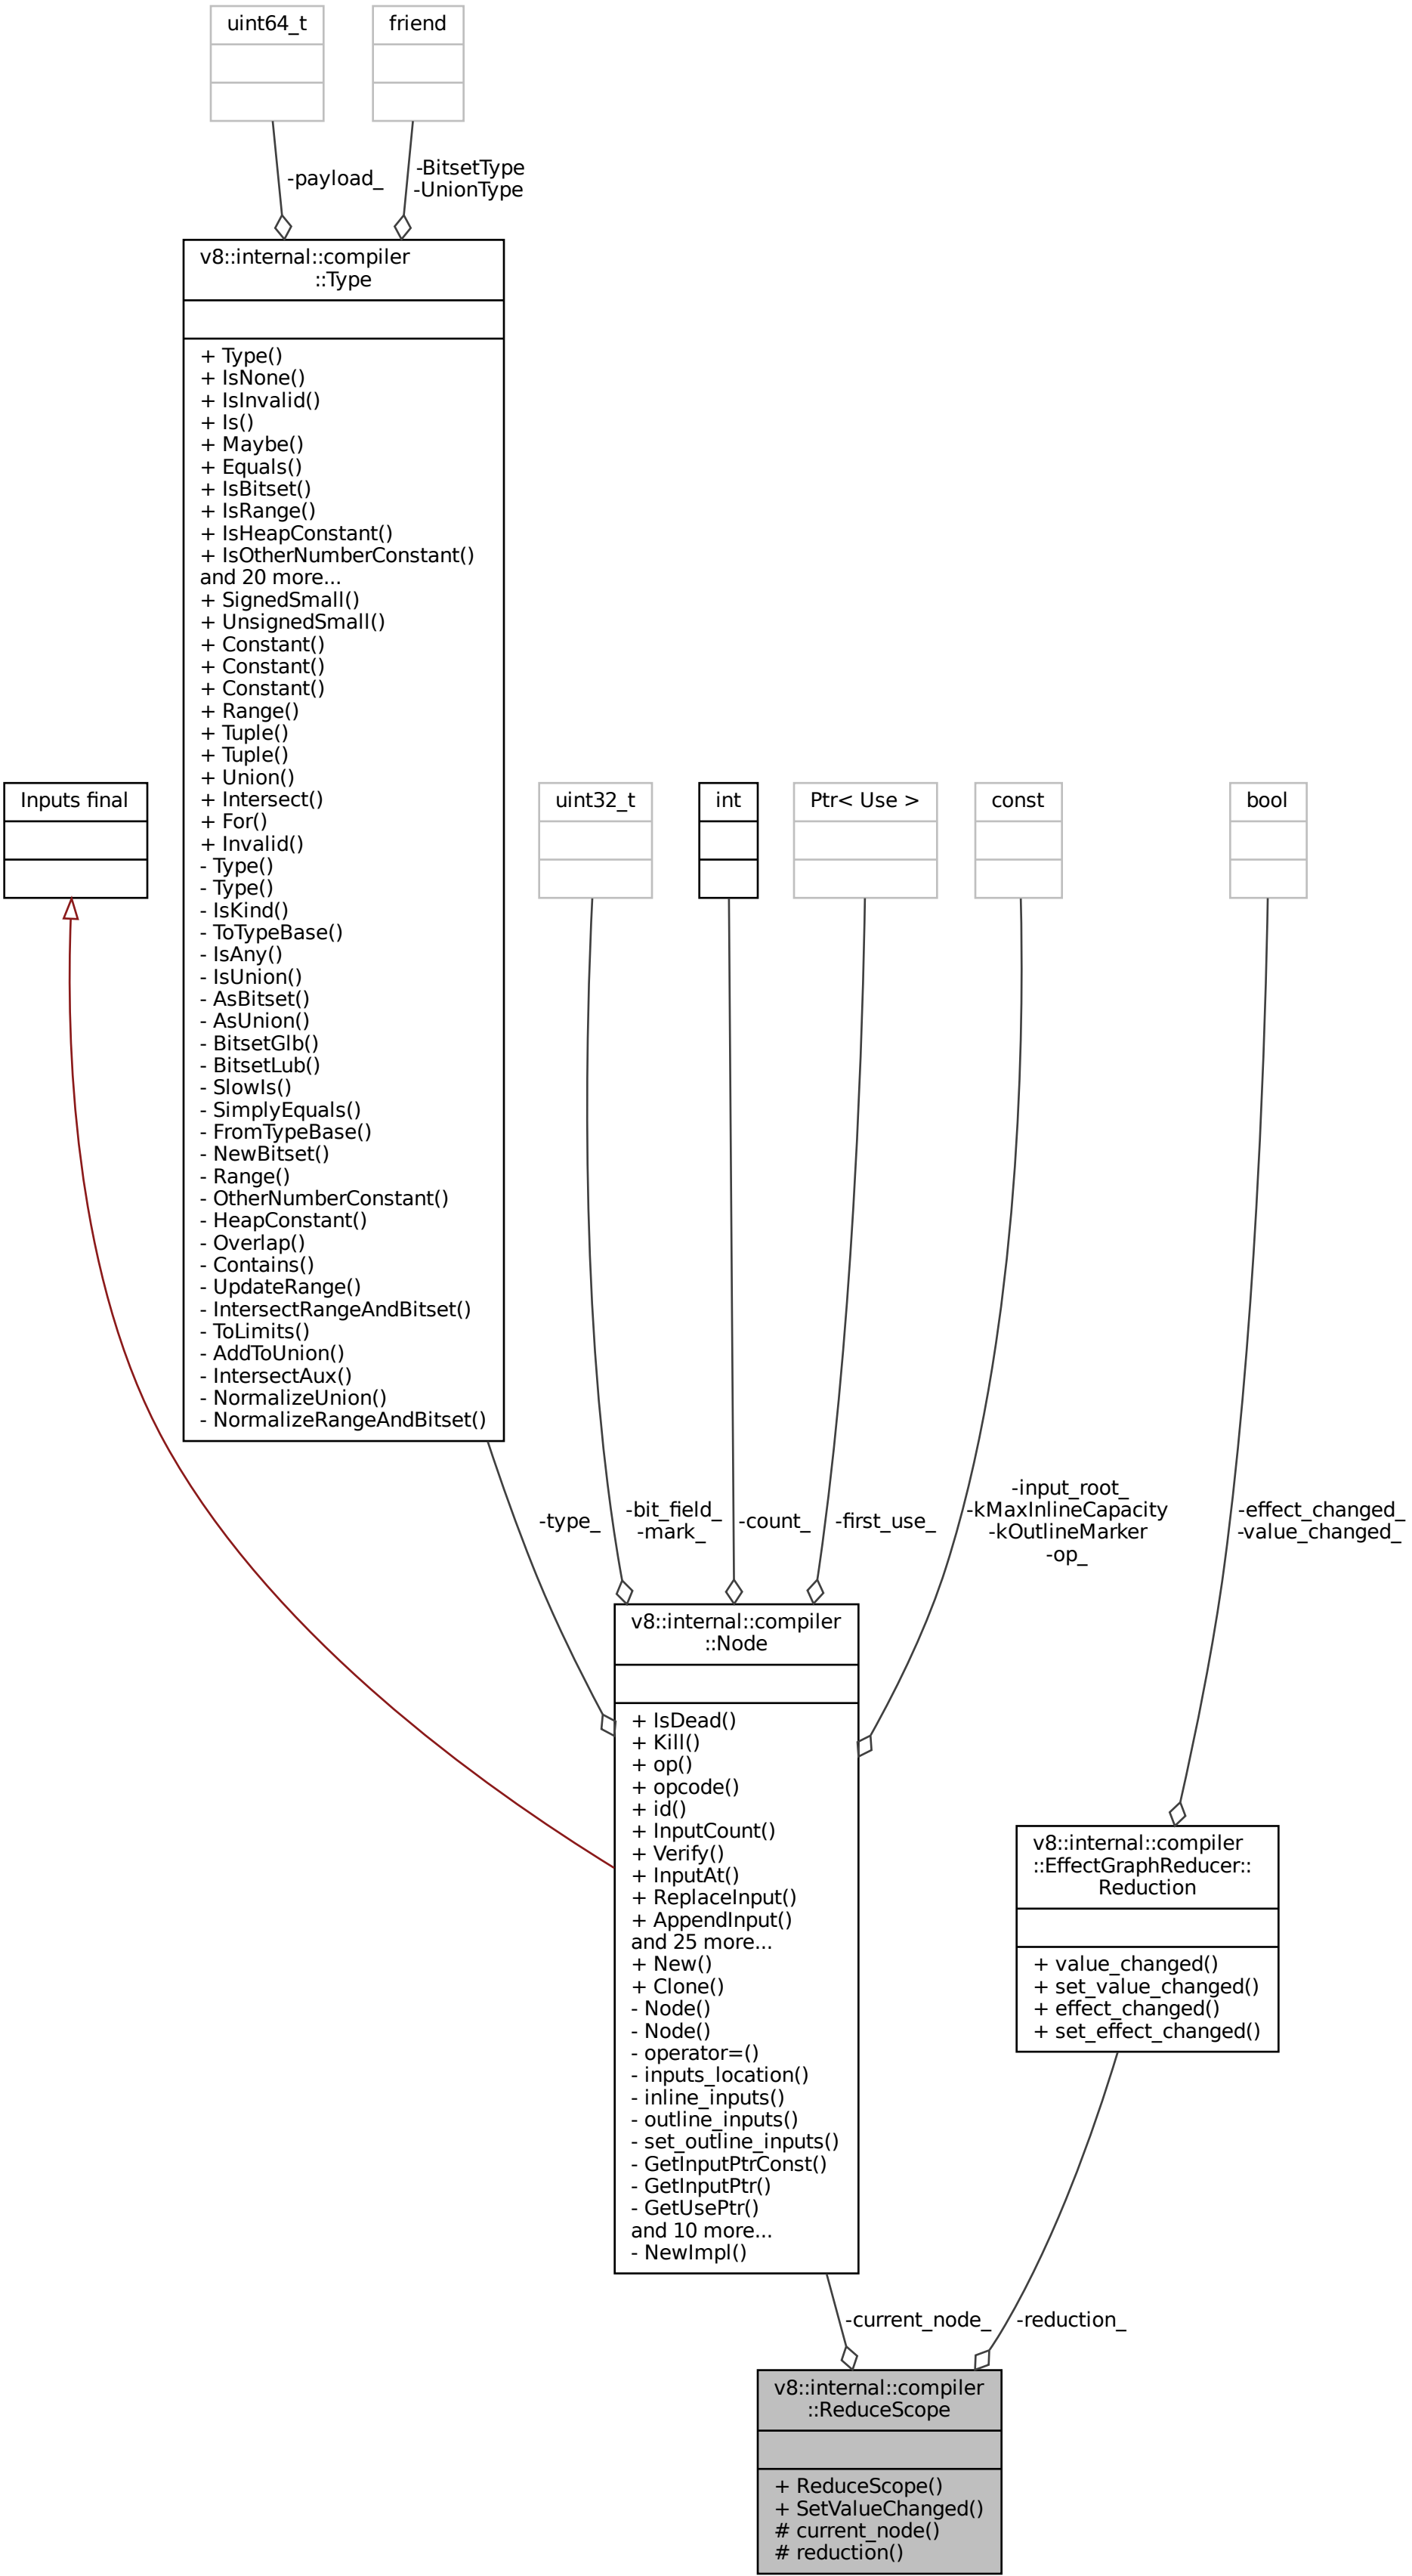 uint64_t
friend
-payload_
-BitsetType
-UnionType
v8::internal::compiler
::Type
+ Type()
+ IsNone()
+ IsInvalid()
+ Is()
+ Maybe()
+ Equals()
+ IsBitset()
+ IsRange()
+ IsHeapConstant()
+ IsOtherNumberConstant()
and 20 more...
+ SignedSmall()
+ UnsignedSmall()
+ Constant()
+ Constant()
+ Constant()
+ Range()
+ Tuple()
+ Tuple()
+ Union()
+ Intersect()
+ For()
+ Invalid()
- Type()
- Type()
- IsKind()
- ToTypeBase()
- IsAny()
- IsUnion()
- AsBitset()
- AsUnion()
- BitsetGlb()
- BitsetLub()
- SlowIs()
- SimplyEquals()
- FromTypeBase()
- NewBitset()
- Range()
- OtherNumberConstant()
- HeapConstant()
- Overlap()
- Contains()
- UpdateRange()
- IntersectRangeAndBitset()
- ToLimits()
- AddToUnion()
- IntersectAux()
- NormalizeUnion()
- NormalizeRangeAndBitset()
Inputs final
uint32_t
int
Ptr< Use >
const
bool
-type_
-bit_field_
-mark_
-count_
-first_use_
-input_root_
-kMaxInlineCapacity
-kOutlineMarker
-op_
-effect_changed_
-value_changed_
v8::internal::compiler
::Node
+ IsDead()
+ Kill()
+ op()
+ opcode()
+ id()
+ InputCount()
+ Verify()
+ InputAt()
+ ReplaceInput()
+ AppendInput()
and 25 more...
+ New()
+ Clone()
- Node()
- Node()
- operator=()
- inputs_location()
- inline_inputs()
- outline_inputs()
- set_outline_inputs()
- GetInputPtrConst()
- GetInputPtr()
- GetUsePtr()
and 10 more...
- NewImpl()
v8::internal::compiler
::EffectGraphReducer::
Reduction
+ value_changed()
+ set_value_changed()
+ effect_changed()
+ set_effect_changed()
-current_node_
-reduction_
v8::internal::compiler
::ReduceScope
+ ReduceScope()
+ SetValueChanged()
# current_node()
# reduction()